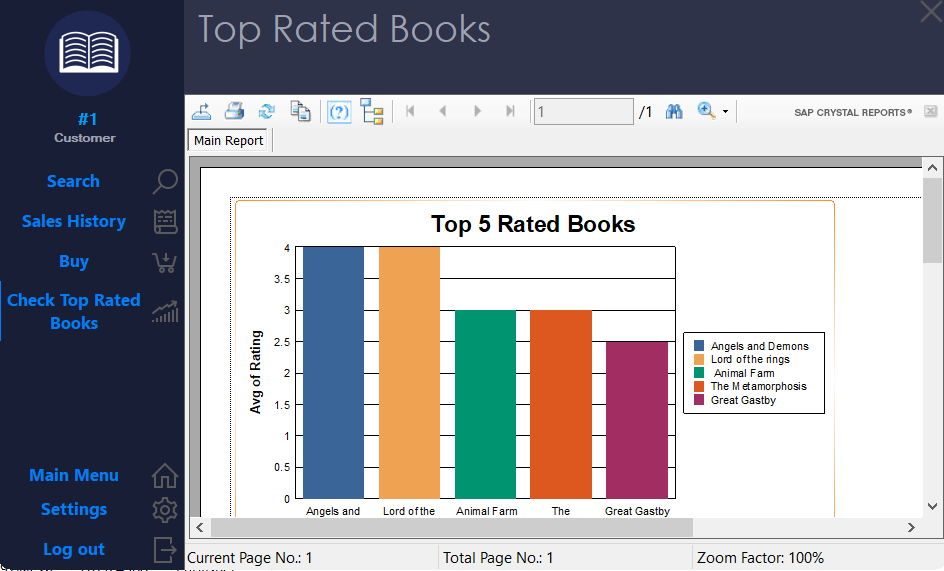 #1
Customer
Search
Sales History
Buy
Check Top Rated
Books
Main Menu
Settings
Log out
Top Rated Books
1 /1 SAP CRYSTAL REPORTS®
Main Report
Top 5 Rated Books
Avg of Rating
4
3.5
3
2.5
2
1.5
1
0.5
0
Angels and Lord of the Animal Farm The Great Gastby
Angels and Demons
Lord of the rings
Animal Farm
The Metamorphosis
Great Gastby
Current Page No.: 1 Total Page No.: 1 Zoom Factor: 100%